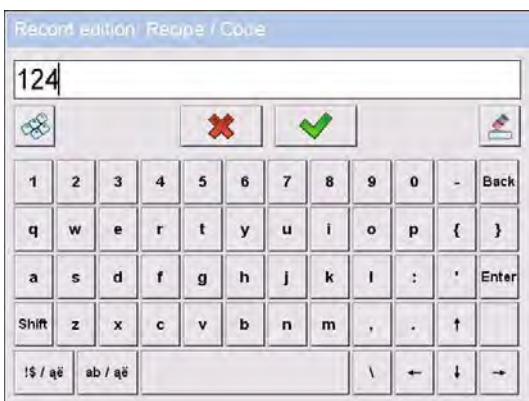 Record edition: Recipe / Code
124
1 2 3 4 5 6 7 8 9 0 - Back
q w e r t y u i o p { }
a s d f g h j k l : ' Enter
Shift z x c v b n m , . ↑
!$ / ąë ab / ąë \ ← ↓ →